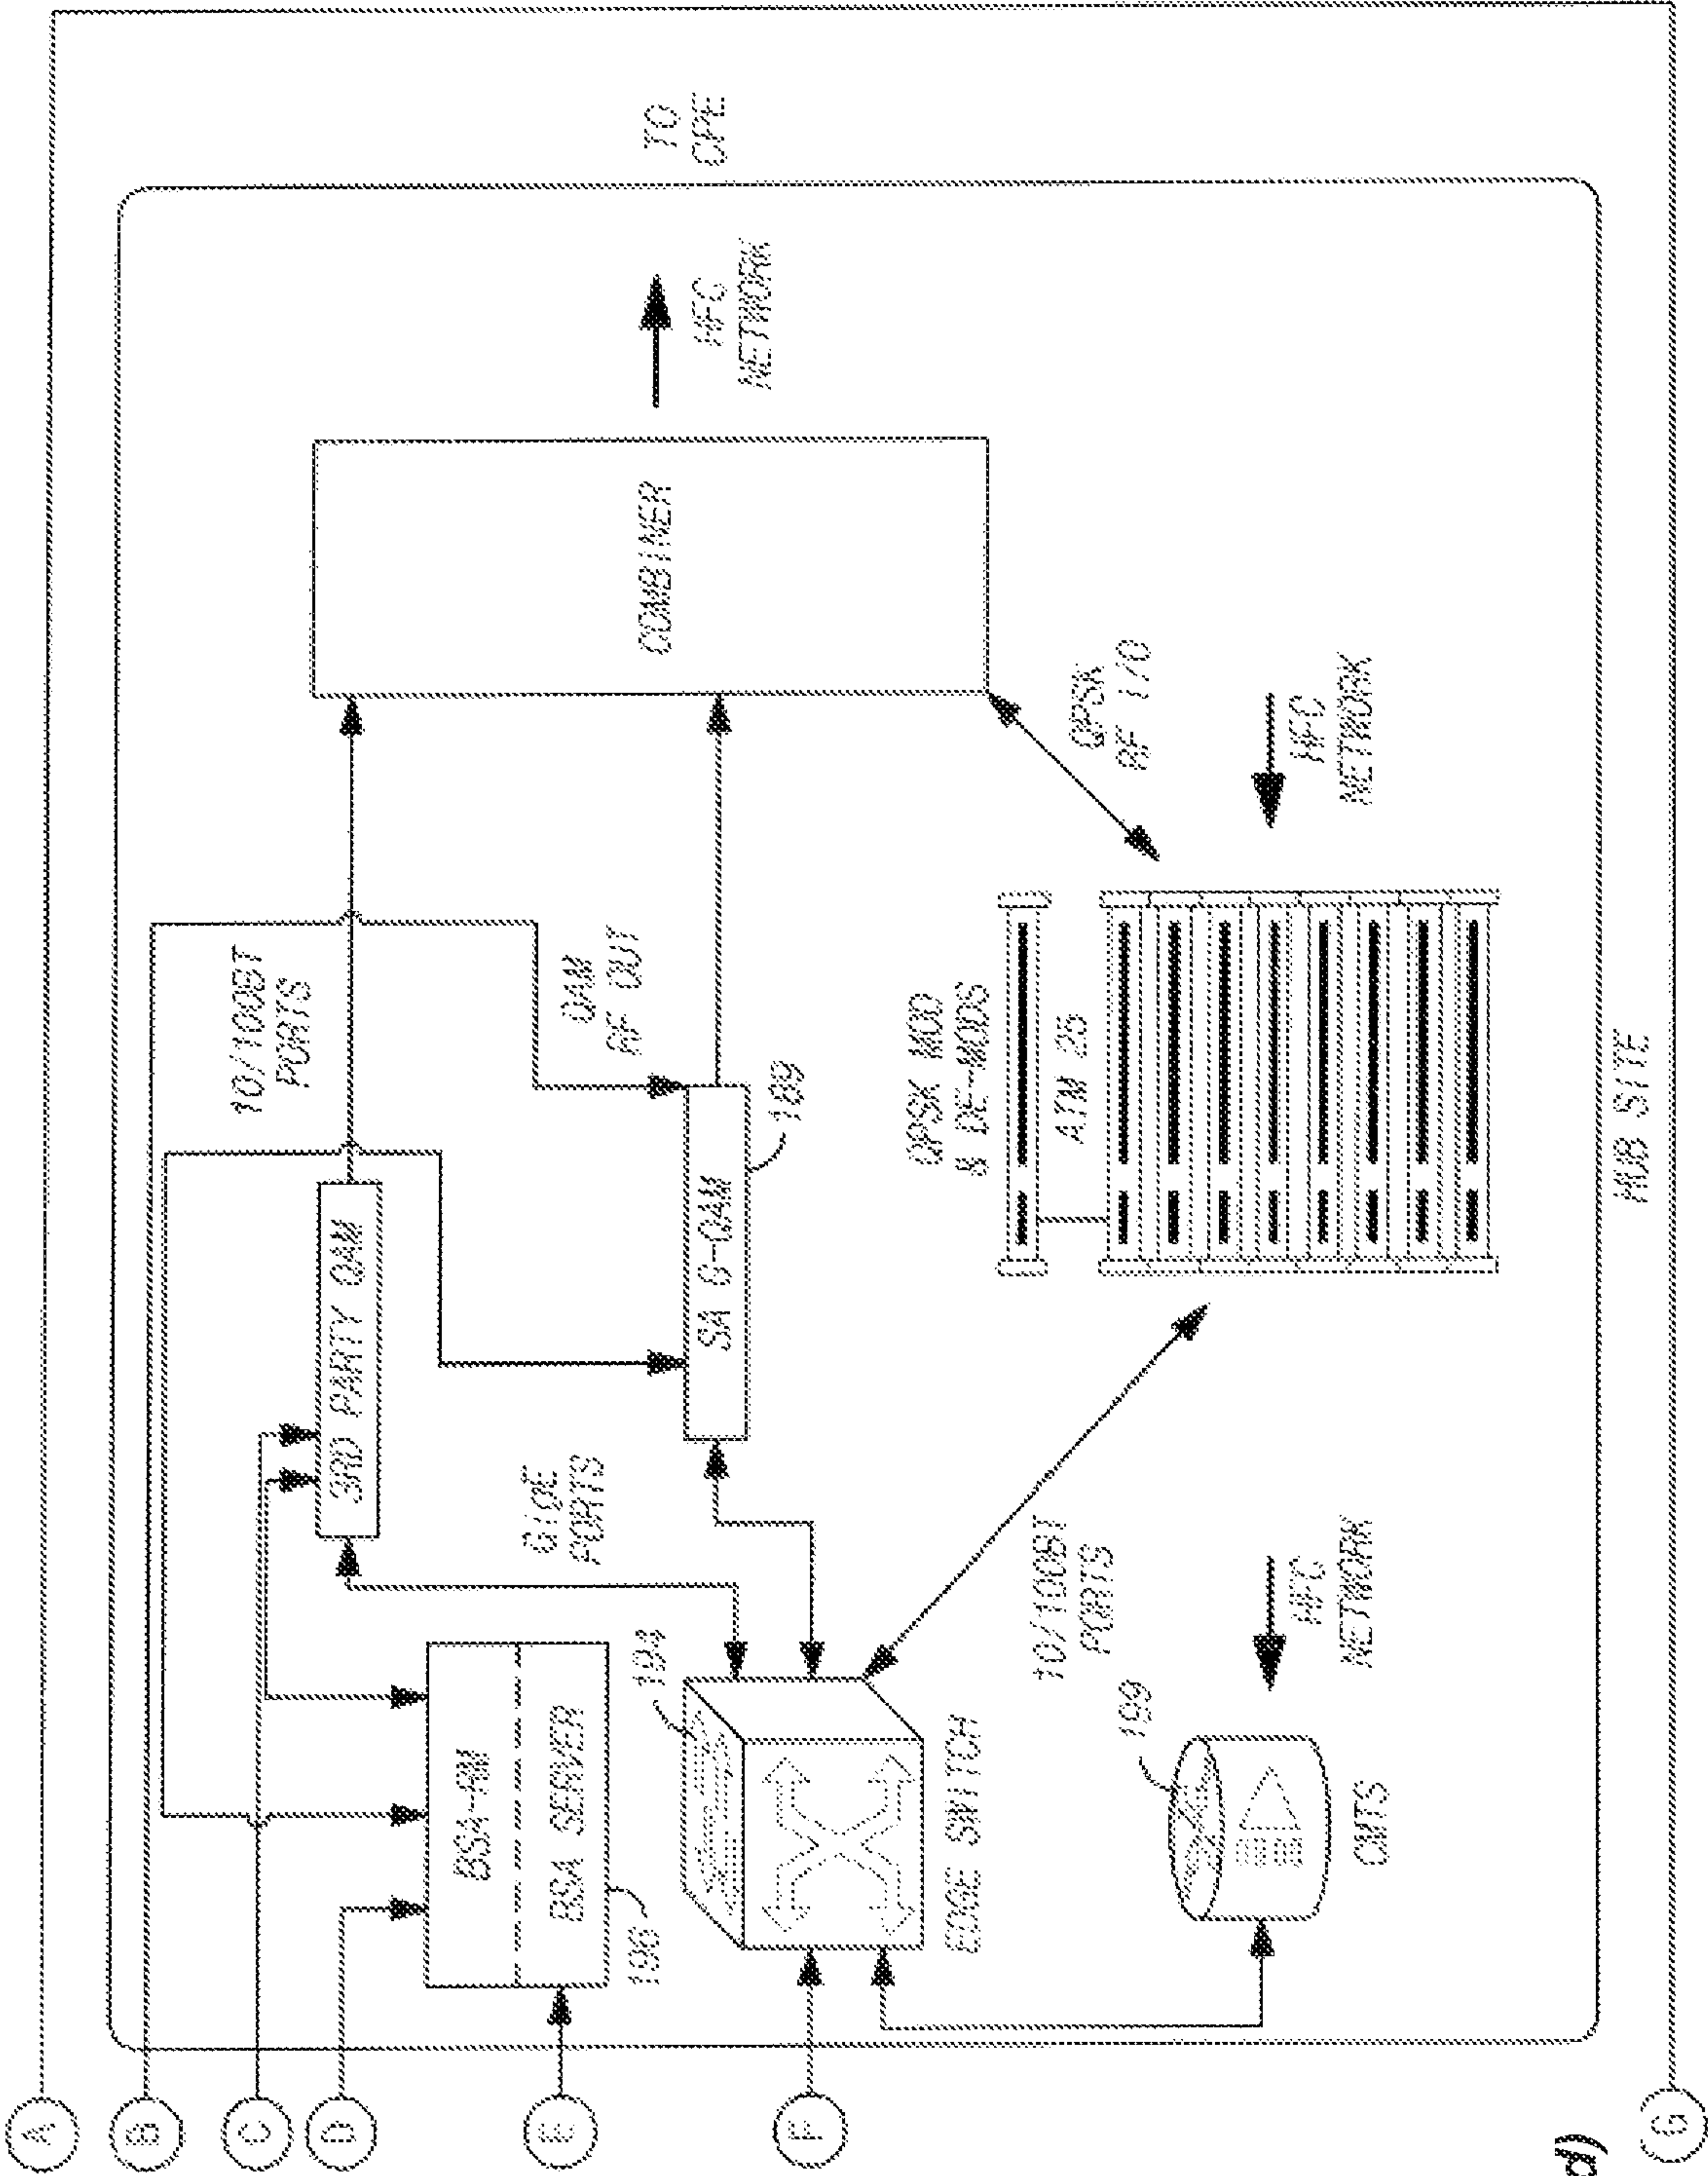 A
B
C
D
E
F
G
10/100BT
PORTS
3RD PARTY QAM
BSA-RM
BSA SERVER
196
GigE
PORTS
QAM
RF OUT
COMBINER
HFC
NETWORK
TO
CPE
194
EDGE SWITCH
SA G-QAM
189
QPSK MOD
& DE-MODS
ATM 25
QPSK
RF I/O
10/100BT
PORTS
199
CMTS
HFC
NETWORK
HFC
NETWORK
HUB SITE
d)